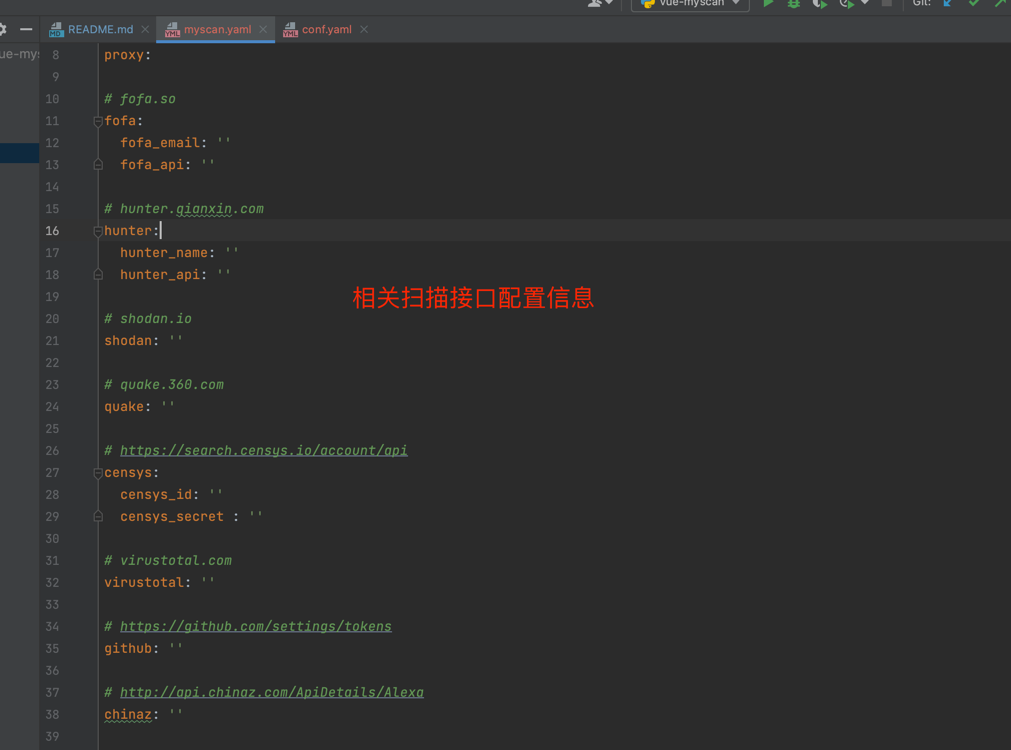 vue-myscan
Git:
README.md
myscan.yaml
conf.yaml
8 proxy:
9
10 # fofa.so
11 fofa:
12 fofa_email: ''
13 fofa_api: ''
14
15 # hunter.qianxin.com
16 hunter:
17 hunter_name: ''
18 hunter_api: ''
相关扫描接口配置信息
19
20 # shodan.io
21 shodan: ''
22
23 # quake.360.com
24 quake: ''
25
26 # https://search.censys.io/account/api
27 censys:
28 censys_id: ''
29 censys_secret : ''
30
31 # virustotal.com
32 virustotal: ''
33
34 # https://github.com/settings/tokens
35 github: ''
36
37 # http://api.chinaz.com/ApiDetails/Alexa
38 chinaz: ''
39